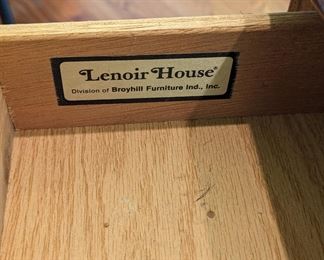 Lenoir House®
Division of Broyhill Furniture Ind., Inc.